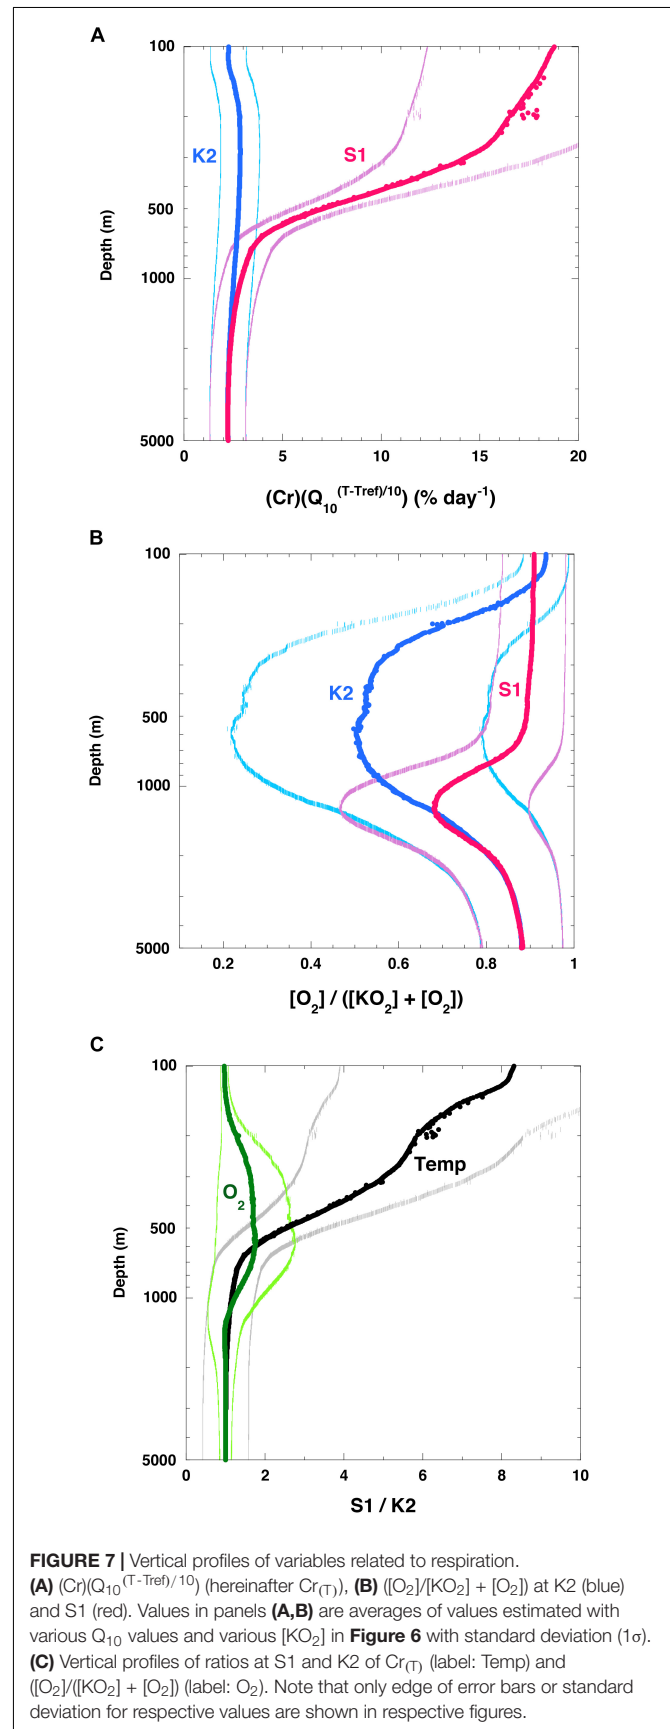 A
100
500
1000
5000
Depth (m)
K2
S1
0 5 10 15 20
(Cr)(Q10^(T-Tref)/10) (% day^-1)
B
100
500
1000
5000
Depth (m)
K2
S1
0.2 0.4 0.6 0.8 1
[O2] / ([KO2] + [O2])
C
100
500
1000
5000
Depth (m)
O2
Temp
0 2 4 6 8 10
S1 / K2
FIGURE 7 | Vertical profiles of variables related to respiration.
(A) (Cr)(Q10^(T-Tref)/10) (hereinafter Cr(T)), (B) ([O2]/[KO2] + [O2]) at K2 (blue)
and S1 (red). Values in panels (A,B) are averages of values estimated with
various Q10 values and various [KO2] in Figure 6 with standard deviation (1σ).
(C) Vertical profiles of ratios at S1 and K2 of Cr(T) (label: Temp) and
([O2]/([KO2] + [O2]) (label: O2). Note that only edge of error bars or standard
deviation for respective values are shown in respective figures.